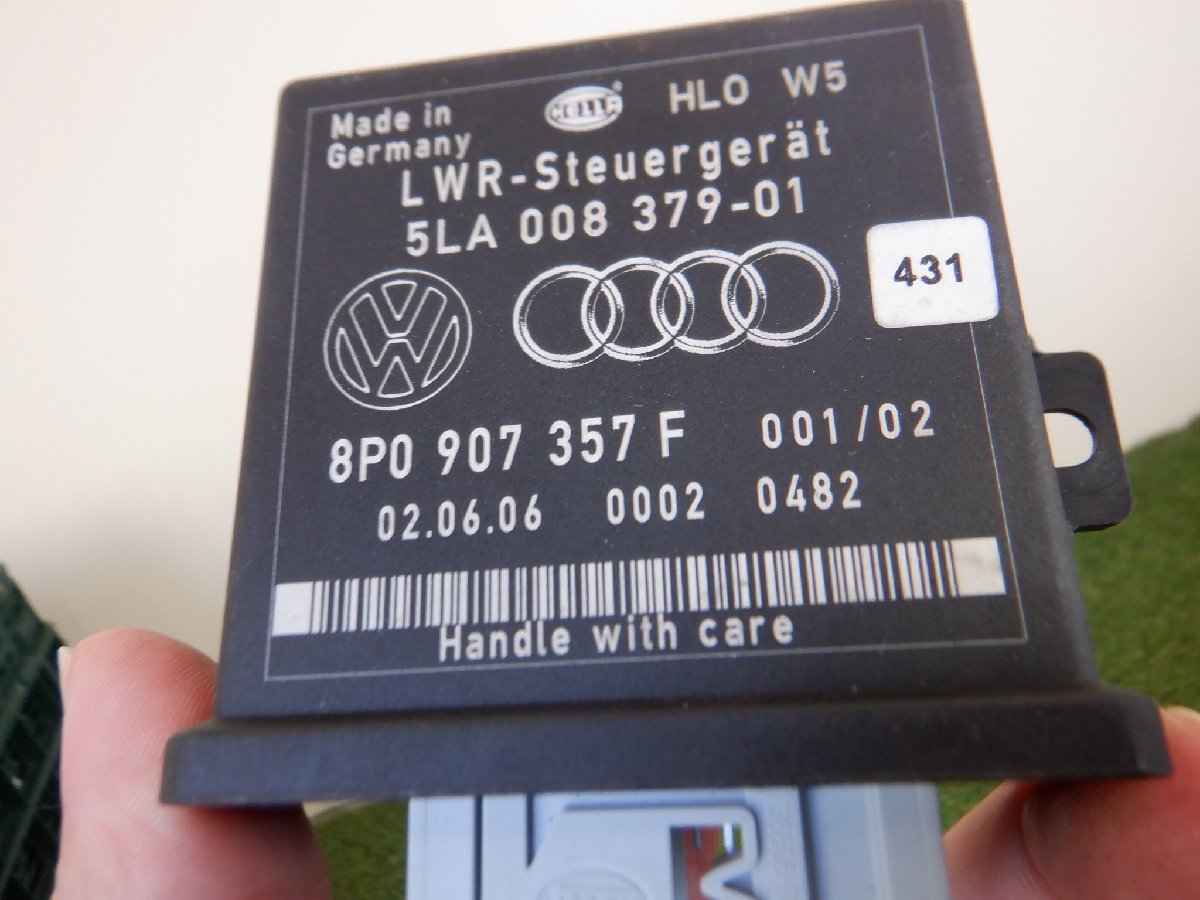 Made in
Germany
HELLA
HLO W5
LWR-Steuergerät
5LA 008 379-01
431
8P0 907 357 F 001/02
02.06.06 0002 0482
Handle with care